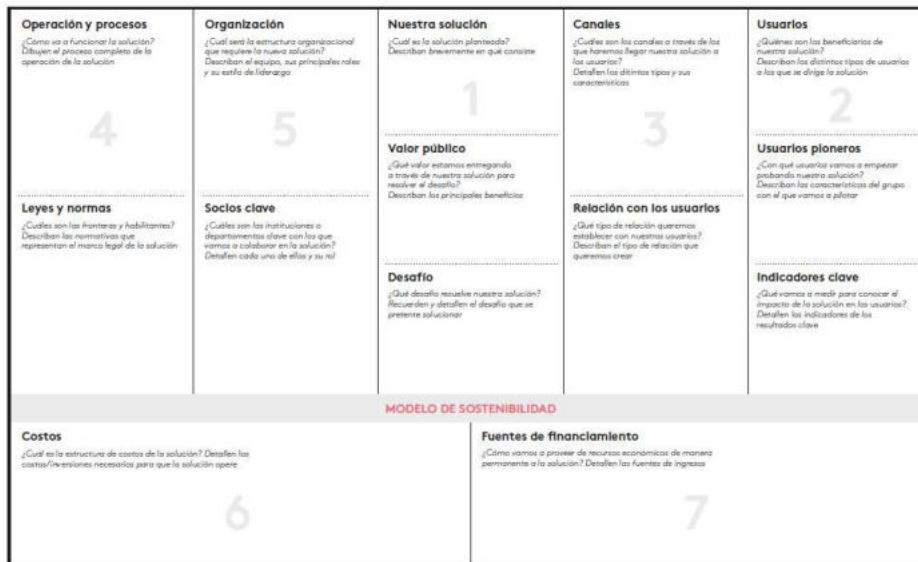 Operación y procesos
¿Cómo va a funcionar la solución?
Dibujen el proceso completo de la
operación de la solución
4
Leyes y normas
¿Cuáles son las fronteras y habilitantes?
Describan las normativas que
representan el marco legal de la solución
Organización
¿Cuál será la estructura organizacional
que requiere la nueva solución?
Describan el equipo, sus principales roles
y su estilo de liderazgo
5
Socios clave
¿Cuáles son las instituciones o
departamentos clave con los que
vamos a colaborar en la solución?
Detallen cada uno de ellos y su rol
Nuestra solución
¿Cuál es la solución planteada?
Describan brevemente en qué consiste
1
Valor público
¿Qué valor estamos entregando
a través de nuestra solución para
resolver el desafío?
Describan los principales beneficios
Desafío
¿Qué desafío resuelve nuestra solución?
Recuerden y detallen el desafío que se
pretente solucionar
Canales
¿Cuáles son los canales a través de los
que haremos llegar nuestra solución a
los usuarios?
Detallen los ditintos tipos y sus
características
3
Relación con los usuarios
¿Qué tipo de relación queremos
establecer con nuestros usuarios?
Describan el tipo de relación que
queremos crear
Usuarios
¿Quiénes son los beneficiarios de
nuestra solución?
Describan los distintos tipos de usuarios
a los que se dirige la solución
2
Usuarios pioneros
¿Con qué usuarios vamos a empezar
probando nuestra solución?
Describan las características del grupo
con el que vamos a pilotar
Indicadores clave
¿Qué vamos a medir para conocer el
impacto de la solución en los usuarios?
Detallen los indicadores de los
resultados clave
MODELO DE SOSTENIBILIDAD
Costos
¿Cuál es la estructura de costos de la solución? Detallen los
costos/inversiones necesarios para que la solución opere
6
Fuentes de financiamiento
¿Cómo vamos a proveer de recursos económicos de manera
permanente a la solución? Detallen las fuentes de ingresos
7